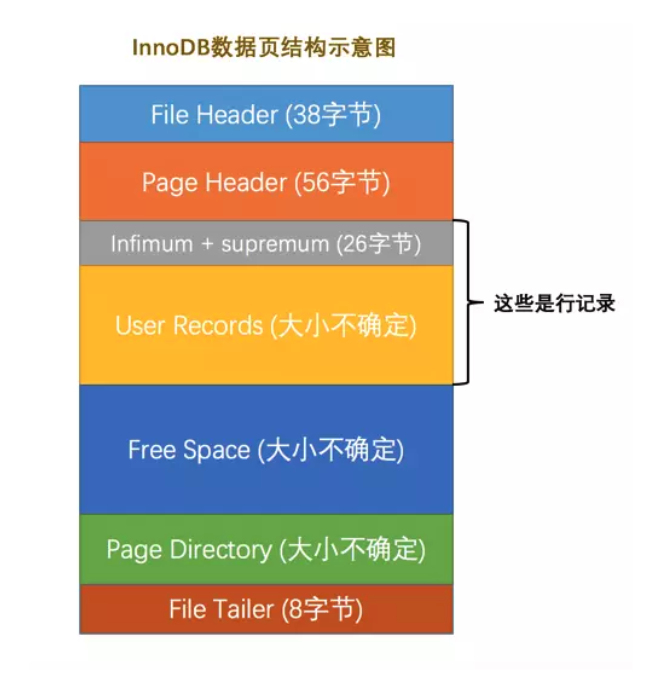 InnoDB数据页结构示意图
File Header (38字节)
Page Header (56字节)
Infimum + supremum (26字节)
这些是行记录
User Records (大小不确定)
Free Space (大小不确定)
Page Directory (大小不确定)
File Tailer (8字节)